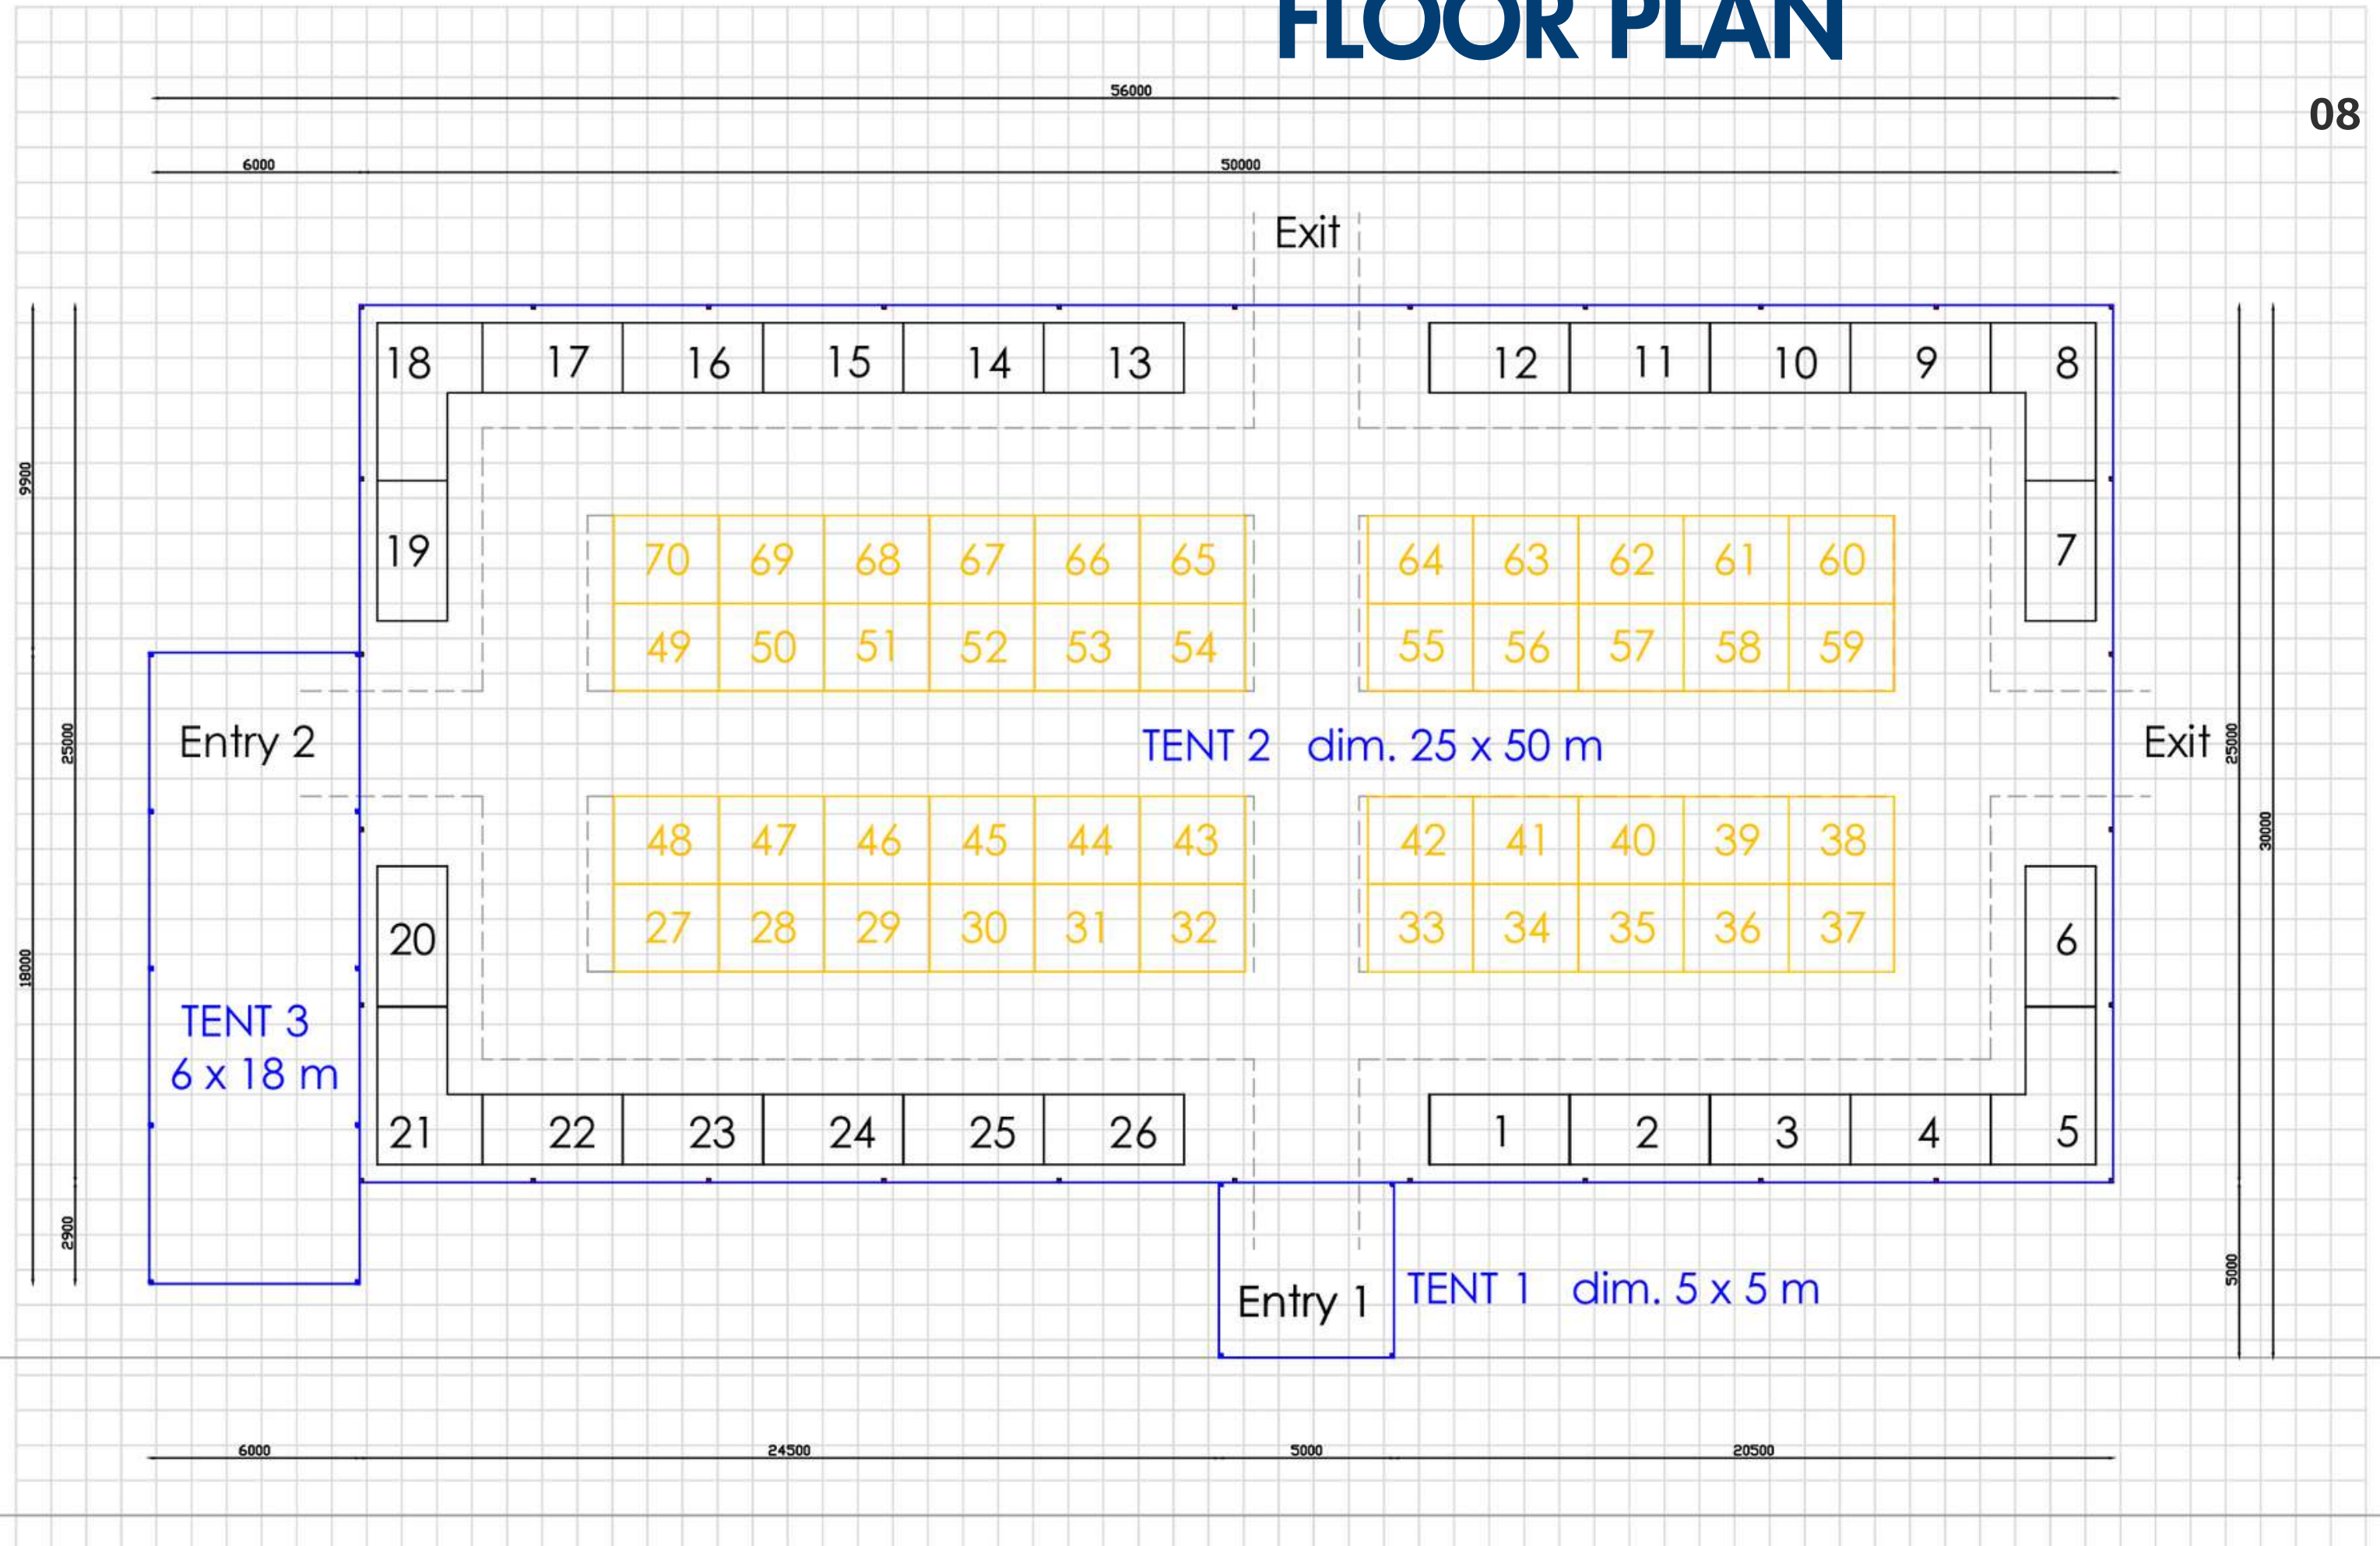 FLOOR PLAN
56000
08
6000 50000
Exit
18 17 16 15 14 13 12 11 10 9 8
9900
19 7
70 69 68 67 66 65 64 63 62 61 60
49 50 51 52 53 54 55 56 57 58 59
25000 Entry 2 TENT 2 dim. 25 x 50 m Exit 25000
30000
48 47 46 45 44 43 42 41 40 39 38
27 28 29 30 31 32 33 34 35 36 37
20 6
18000
TENT 3
6 x 18 m
21 22 23 24 25 26 1 2 3 4 5
2900
5000
Entry 1 TENT 1 dim. 5 x 5 m
6000 24500 5000 20500